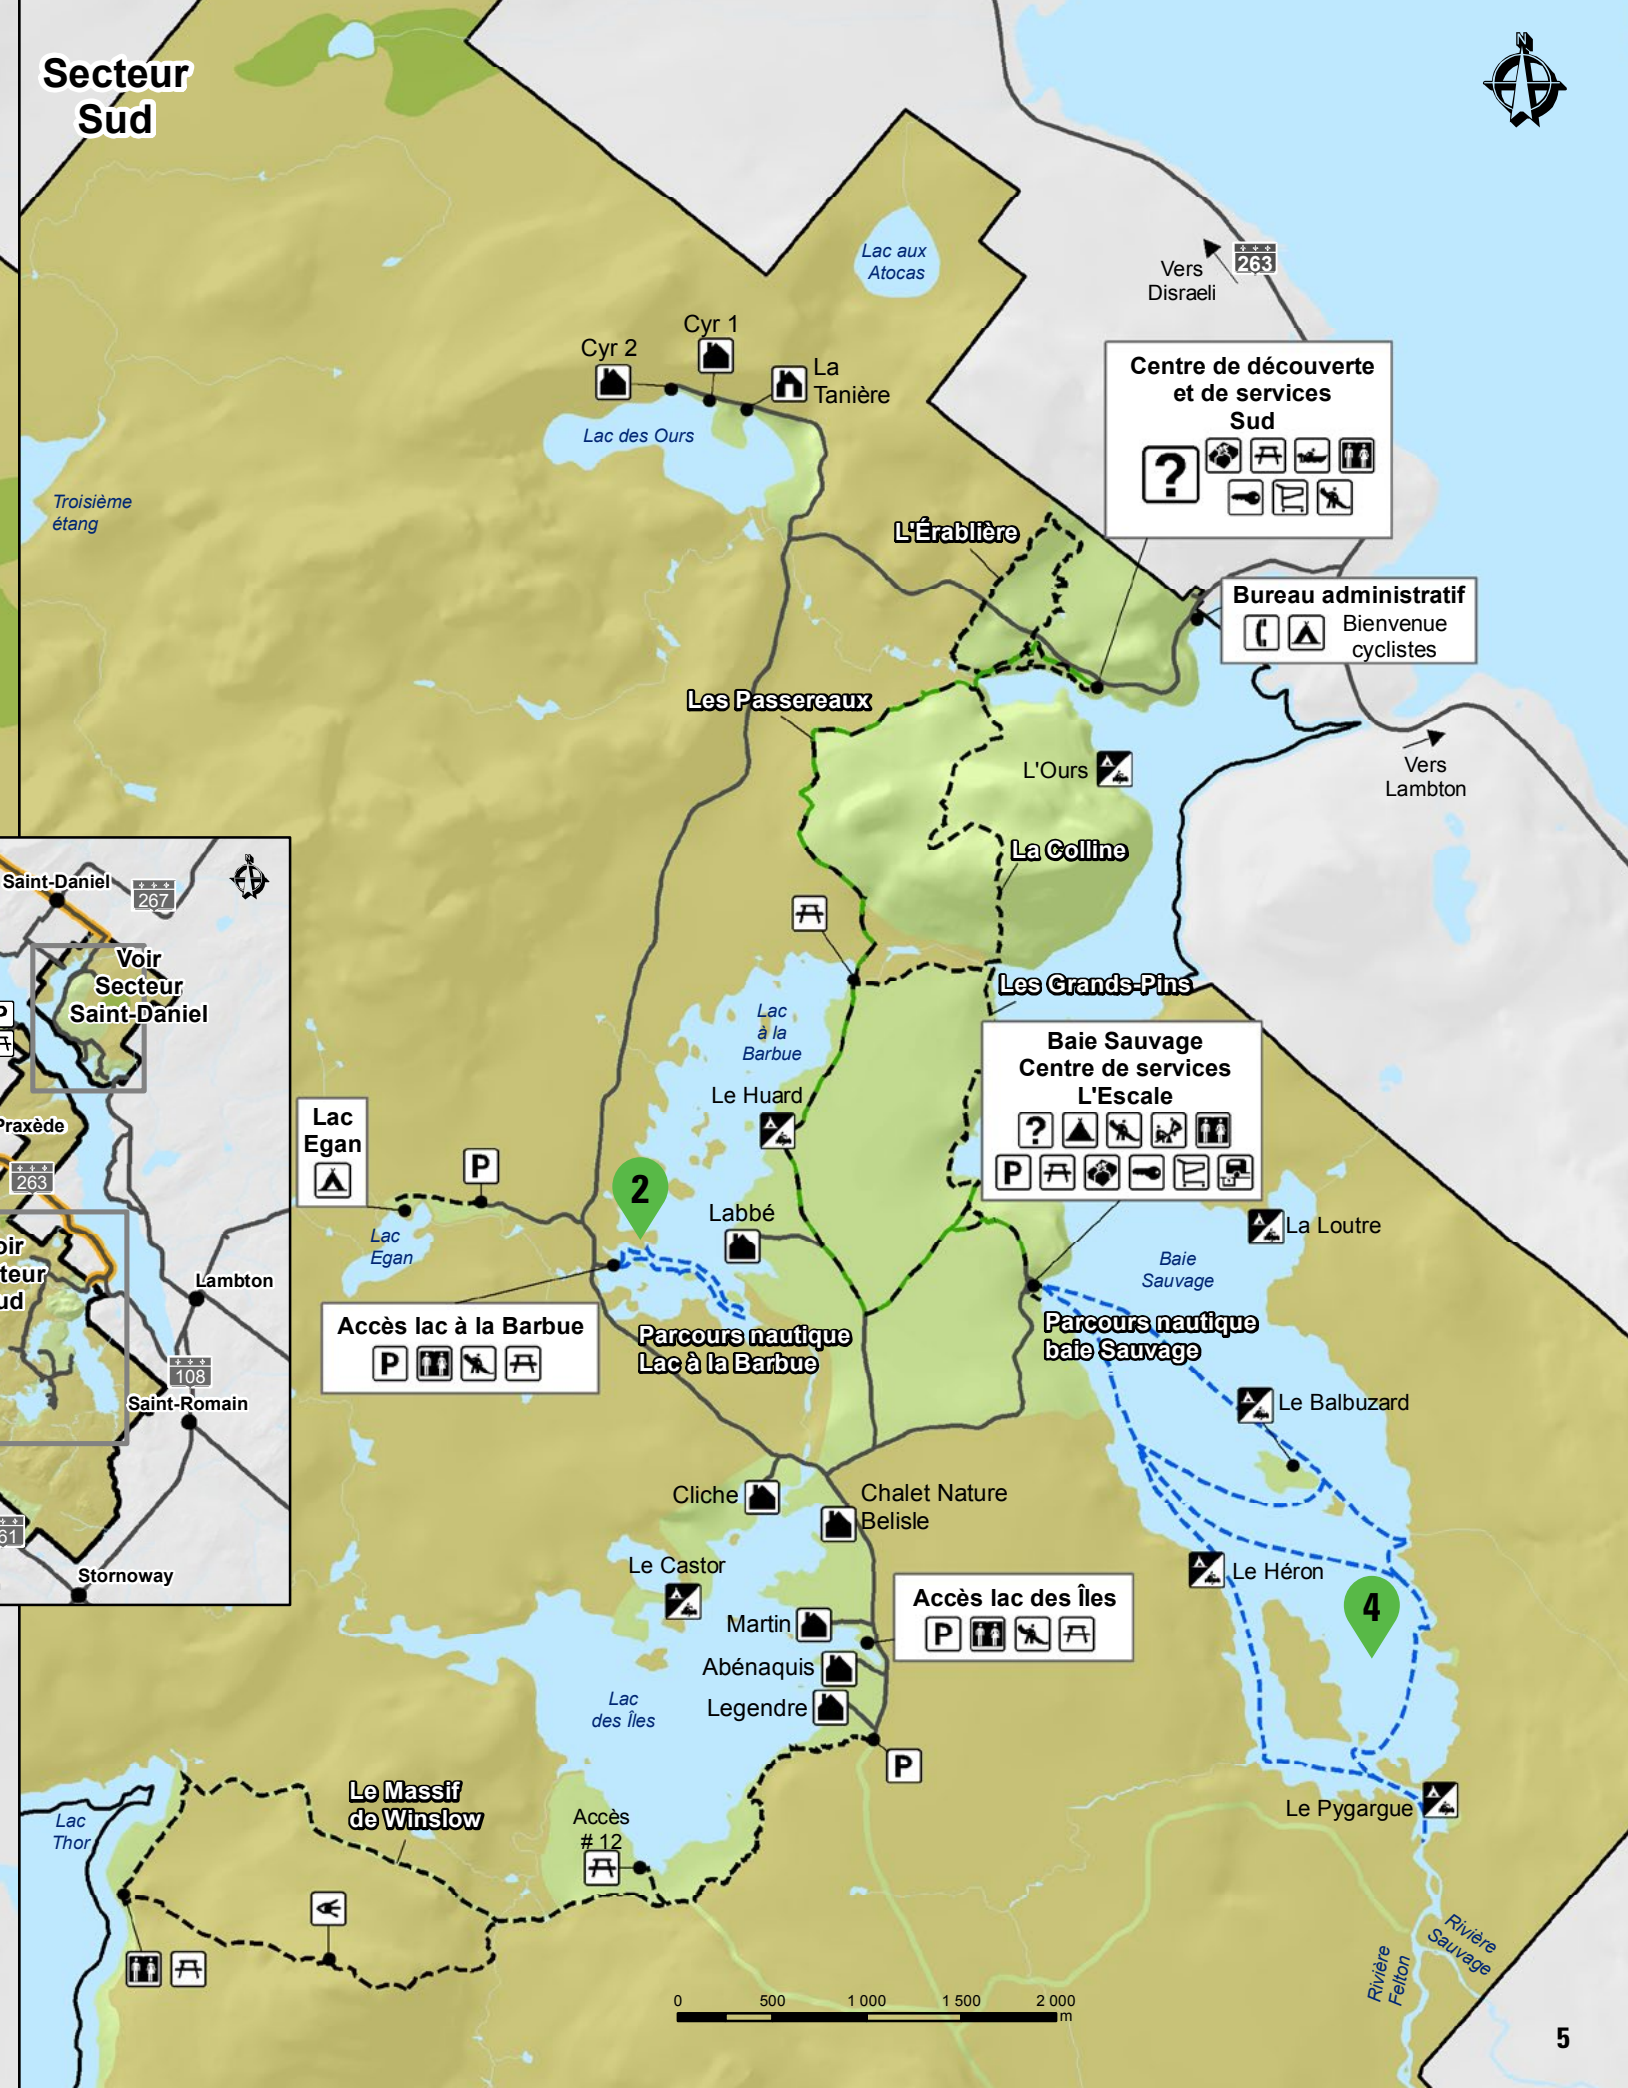 Secteur
Sud
N
Lac aux
Atocas
Vers
Disraeli
263
Cyr 1
Cyr 2
La
Tanière
Lac des Ours
Centre de découverte
et de services
Sud
?
Troisième
étang
L'Érablière
Bureau administratif
Bienvenue
cyclistes
Les Passereaux
L'Ours
Vers
Lambton
La Colline
Les Grands-Pins
Lac
à la
Barbue
Baie Sauvage
Centre de services
L'Escale
?
P
Le Huard
Lac
Egan
P
2
Labbé
Lac
Egan
La Loutre
Baie
Sauvage
Accès lac à la Barbue
P
Parcours nautique
Lac à la Barbue
Parcours nautique
baie Sauvage
Le Balbuzard
Cliche
Chalet Nature
Belisle
Le Castor
Le Héron
Accès lac des Îles
P
4
Martin
Abénaquis
Legendre
Lac
des Îles
P
Le Massif
de Winslow
Lac
Thor
Accès
# 12
Le Pygargue
Rivière
Sauvage
Rivière
Felton
0 500 1 000 1 500 2 000
m
5
N
Saint-Daniel
267
Voir
Secteur
Saint-Daniel
P
Praxède
263
oir
teur
ud
Lambton
108
Saint-Romain
61
Stornoway